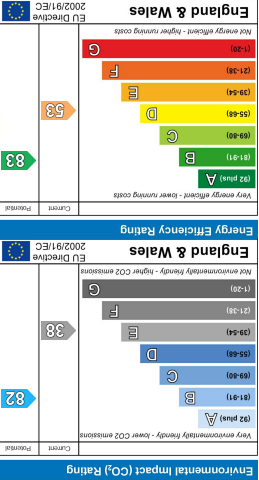 Environmental Impact (CO₂) Rating
Current Potential
Very environmentally friendly - lower CO2 emissions
(92 plus) A
(81-91) B 82
(69-80) C
(55-68) D
(39-54) E 38
(21-38) F
(1-20) G
Not environmentally friendly - higher CO2 emissions
England & Wales EU Directive 2002/91/EC
Energy Efficiency Rating
Current Potential
Very energy efficient - lower running costs
(92 plus) A
(81-91) B 83
(69-80) C
(55-68) D
(39-54) E 53
(21-38) F
(1-20) G
Not energy efficient - higher running costs
England & Wales EU Directive 2002/91/EC